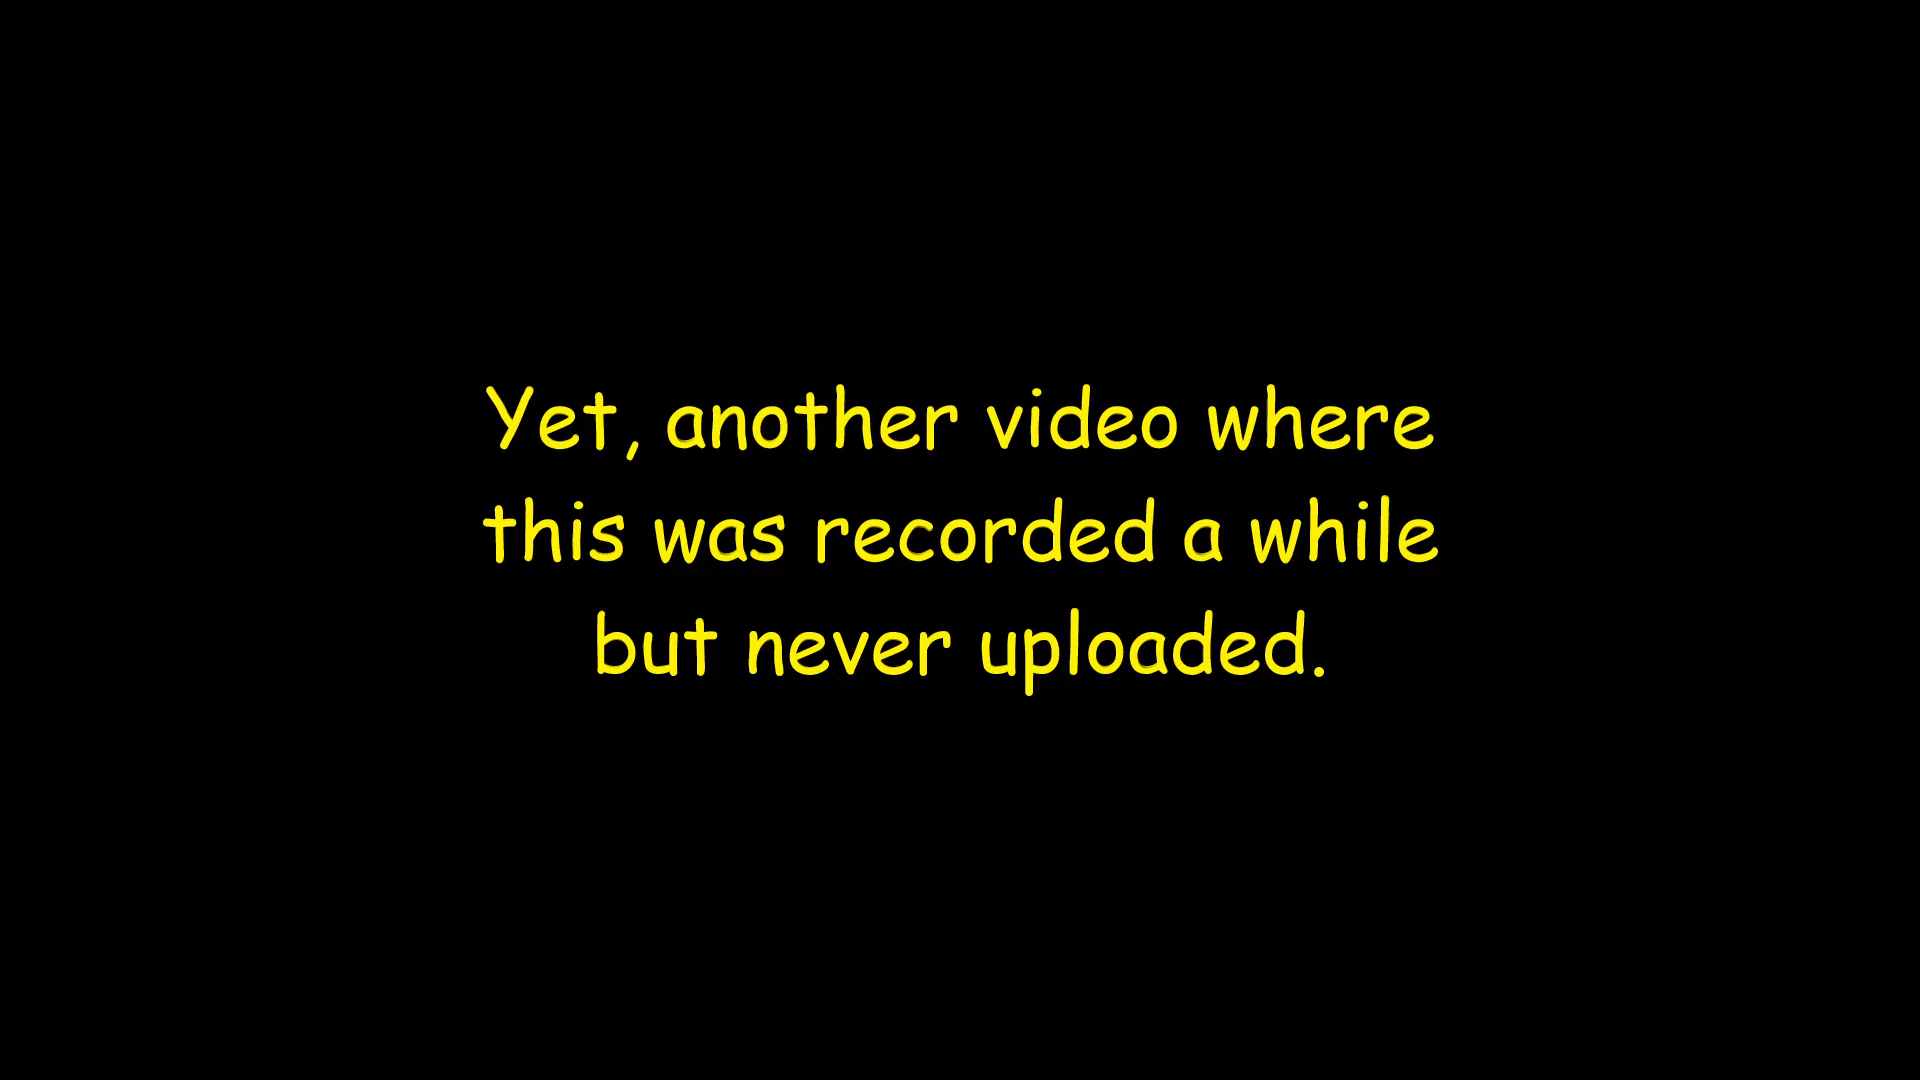 Yet, another video where
this was recorded a while
but never uploaded.